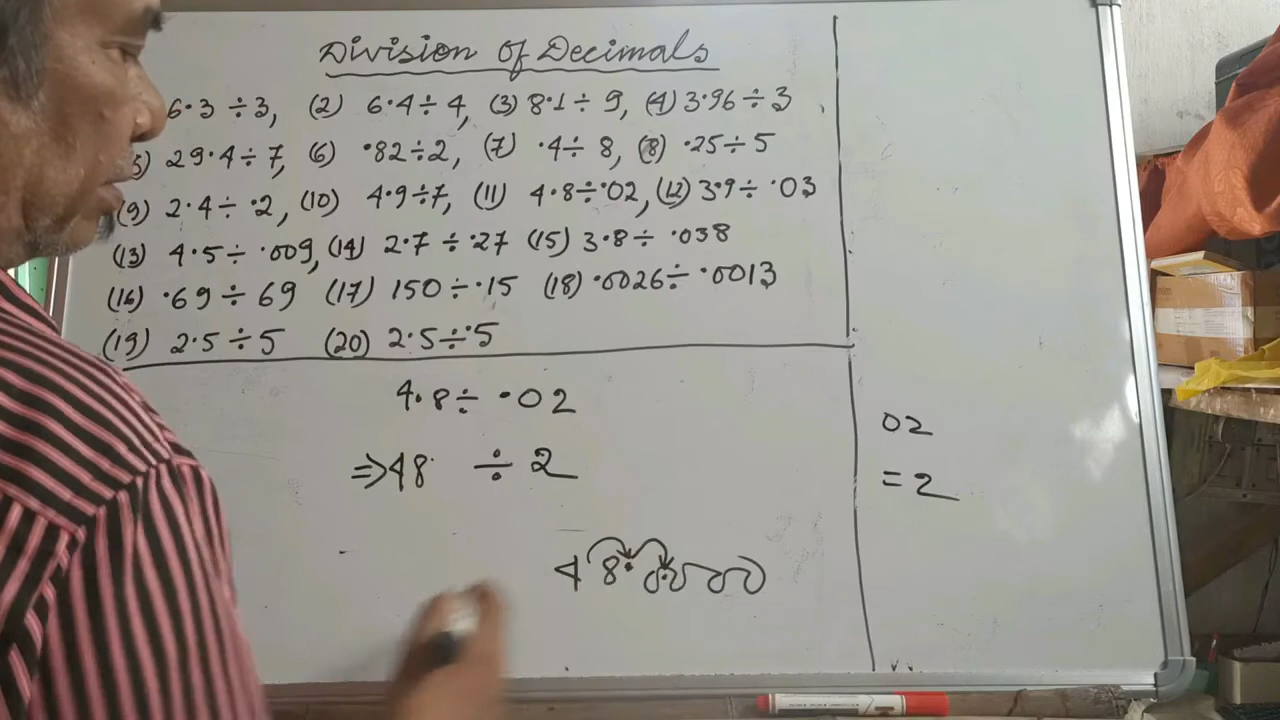 Division of Decimals
6.3 ÷ 3, (2) 6.4 ÷ 4, (3) 8.1 ÷ 9, (4) 3.96 ÷ 3
5) 29.4 ÷ 7, (6) .82 ÷ 2, (7) .4 ÷ 8, (8) .25 ÷ 5
(9) 2.4 ÷ .2, (10) 4.9 ÷ 7, (11) 4.8 ÷ .02, (12) 3.9 ÷ .03
(13) 4.5 ÷ .009, (14) 2.7 ÷ .27 (15) 3.8 ÷ .038
(16) .69 ÷ 69 (17) 150 ÷ .15 (18) .0026 ÷ .0013
(19) 2.5 ÷ 5 (20) 2.5 ÷ .5
4.8 ÷ .02
⇒ 48 ÷ 2
4 8.
02
= 2